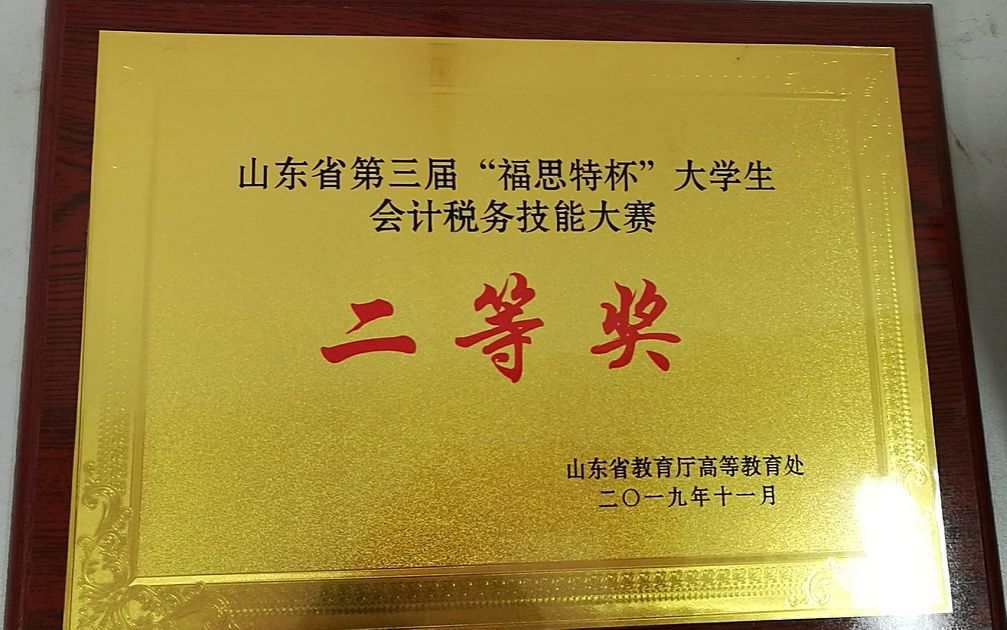 山东省第三届“福思特杯”大学生
会计税务技能大赛
二等奖
山东省教育厅高等教育处
二〇一九年十一月